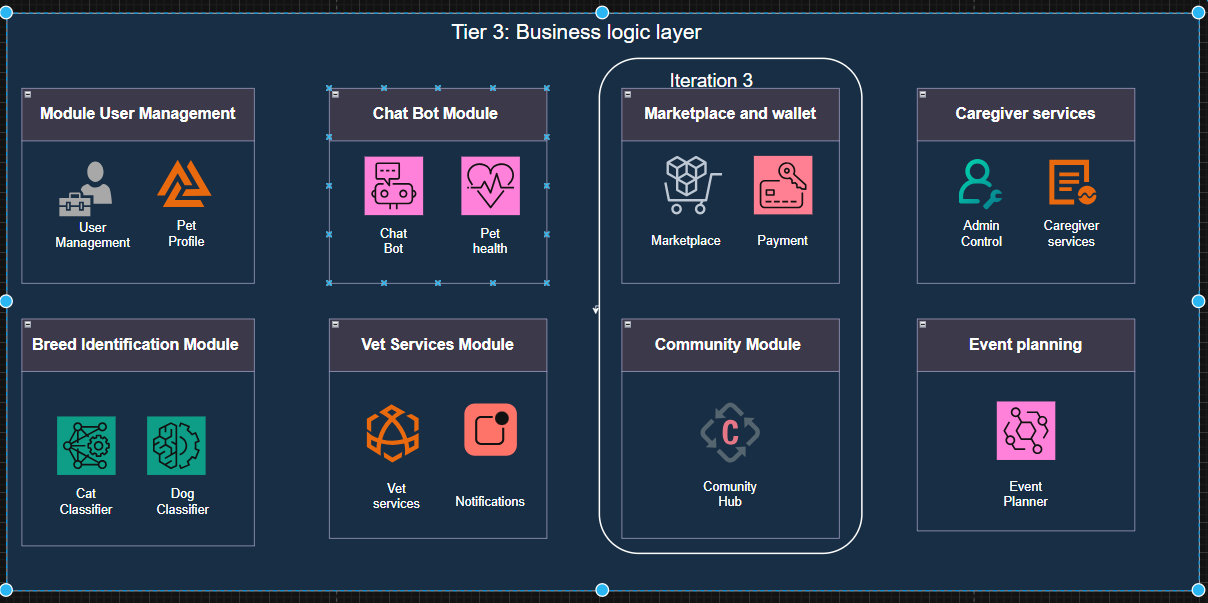 Tier 3: Business logic layer
Iteration 3
Module User Management
Chat Bot Module
Marketplace and wallet
Caregiver services
User
Management
Pet
Profile
Chat
Bot
Pet
health
Marketplace
Payment
Admin
Control
Caregiver
services
Breed Identification Module
Vet Services Module
Community Module
Event planning
C
Cat
Classifier
Dog
Classifier
Vet
services
Notifications
Comunity
Hub
Event
Planner